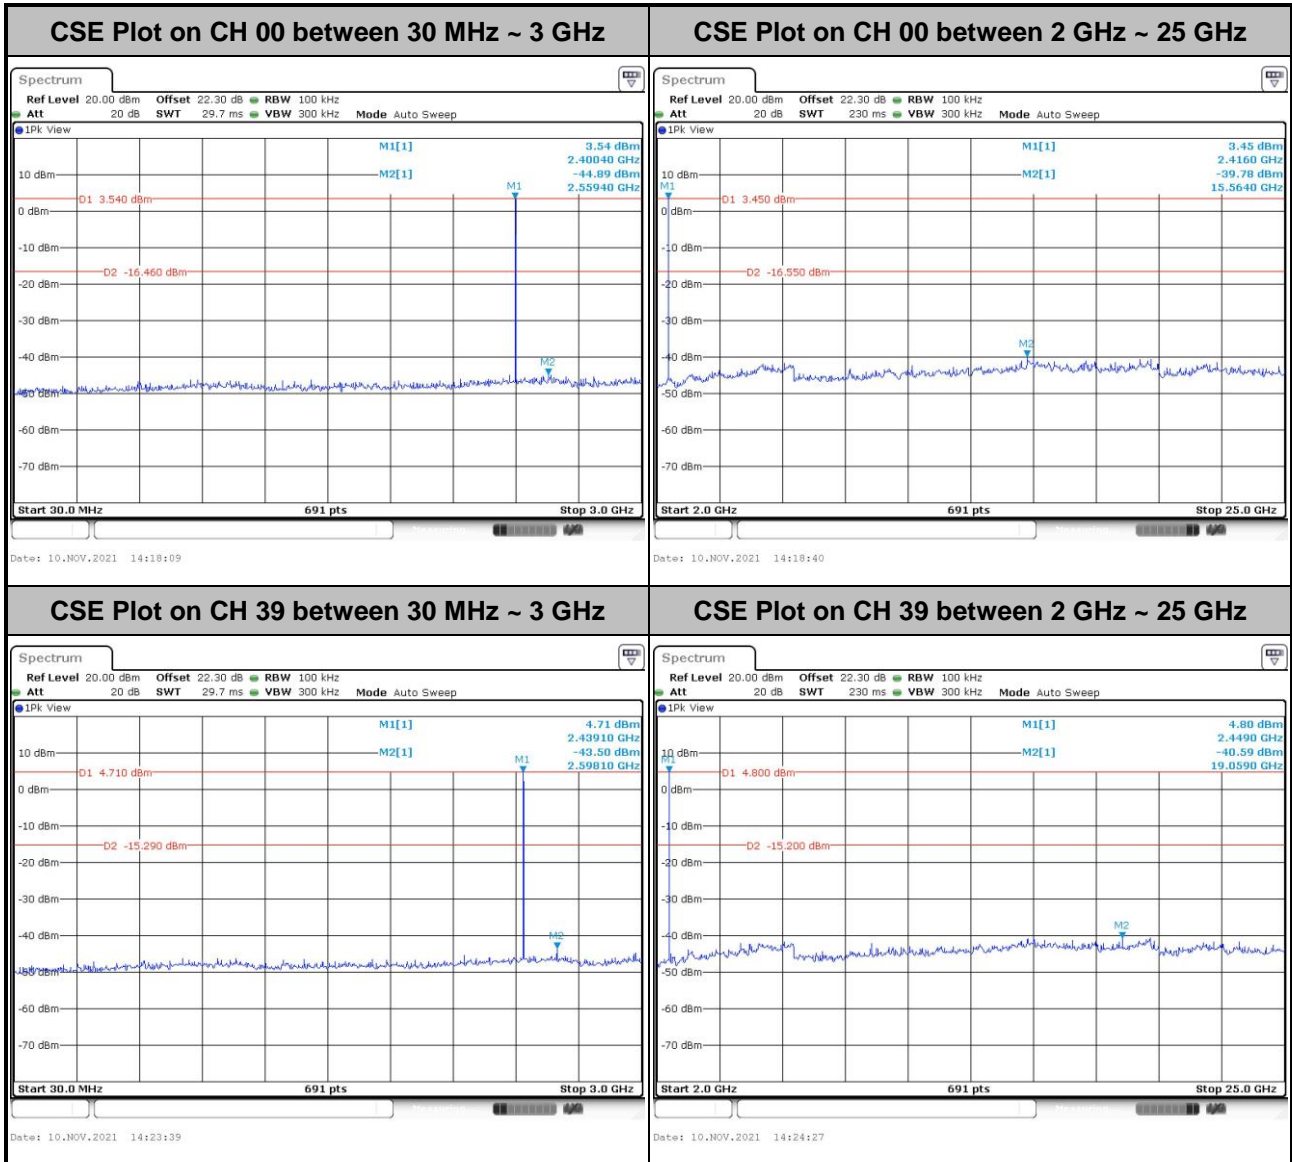 CSE Plot on CH 00 between 30 MHz ~ 3 GHz
Spectrum
Ref Level 20.00 dBm Offset 22.30 dB RBW 100 kHz
Att 20 dB SWT 29.7 ms VBW 300 kHz Mode Auto Sweep
1Pk View
M1[1] 3.54 dBm
2.40040 GHz
M2[1] -44.89 dBm
2.55940 GHz
10 dBm
M1
D1 3.540 dBm
0 dBm
-10 dBm
D2 -16.460 dBm
-20 dBm
-30 dBm
-40 dBm
M2
-50 dBm
-60 dBm
-70 dBm
Start 30.0 MHz 691 pts Stop 3.0 GHz
Date: 10.NOV.2021 14:18:09
CSE Plot on CH 00 between 2 GHz ~ 25 GHz
Spectrum
Ref Level 20.00 dBm Offset 22.30 dB RBW 100 kHz
Att 20 dB SWT 230 ms VBW 300 kHz Mode Auto Sweep
1Pk View
M1[1] 3.45 dBm
2.4160 GHz
M2[1] -39.78 dBm
15.5640 GHz
10 dBm
M1
D1 3.450 dBm
0 dBm
-10 dBm
D2 -16.550 dBm
-20 dBm
-30 dBm
M2
-40 dBm
-50 dBm
-60 dBm
-70 dBm
Start 2.0 GHz 691 pts Stop 25.0 GHz
Date: 10.NOV.2021 14:18:40
CSE Plot on CH 39 between 30 MHz ~ 3 GHz
Spectrum
Ref Level 20.00 dBm Offset 22.30 dB RBW 100 kHz
Att 20 dB SWT 29.7 ms VBW 300 kHz Mode Auto Sweep
1Pk View
M1[1] 4.71 dBm
2.43910 GHz
M2[1] -43.50 dBm
2.59810 GHz
10 dBm
M1
D1 4.710 dBm
0 dBm
-10 dBm
D2 -15.290 dBm
-20 dBm
-30 dBm
-40 dBm
M2
-50 dBm
-60 dBm
-70 dBm
Start 30.0 MHz 691 pts Stop 3.0 GHz
Date: 10.NOV.2021 14:23:39
CSE Plot on CH 39 between 2 GHz ~ 25 GHz
Spectrum
Ref Level 20.00 dBm Offset 22.30 dB RBW 100 kHz
Att 20 dB SWT 230 ms VBW 300 kHz Mode Auto Sweep
1Pk View
M1[1] 4.80 dBm
2.4490 GHz
M2[1] -40.59 dBm
19.0590 GHz
10 dBm
M1
D1 4.800 dBm
0 dBm
-10 dBm
D2 -15.200 dBm
-20 dBm
-30 dBm
M2
-40 dBm
-50 dBm
-60 dBm
-70 dBm
Start 2.0 GHz 691 pts Stop 25.0 GHz
Date: 10.NOV.2021 14:24:27